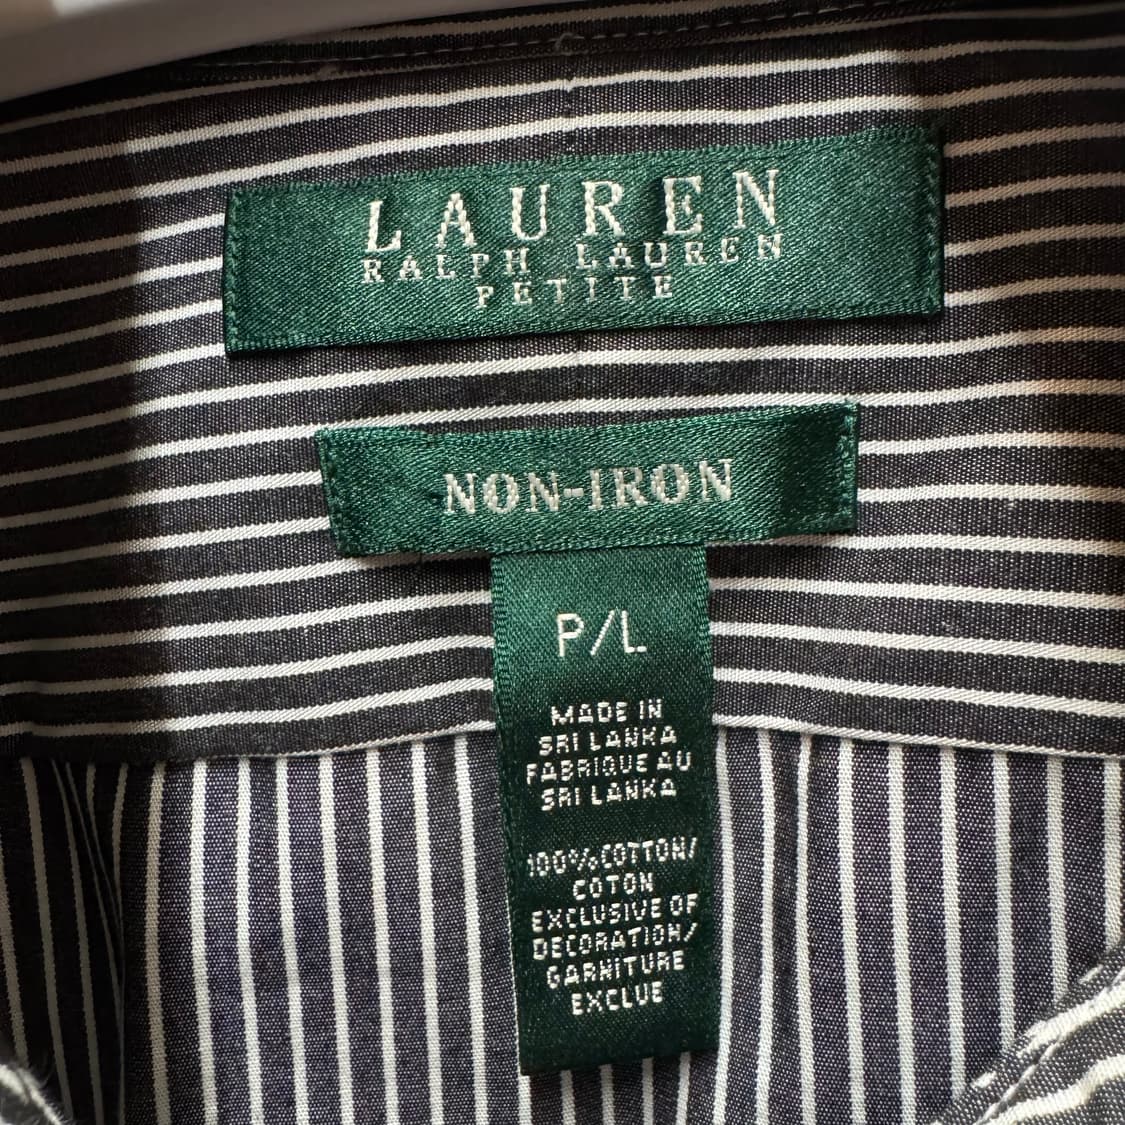 LAUREN
RALPH LAUREN
PETITE
NON-IRON
P/L
MADE IN
SRI LANKA
FABRIQUE AU
SRI LANKA
100% COTTON/
COTON
EXCLUSIVE OF
DECORATION/
GARNITURE
EXCLUE